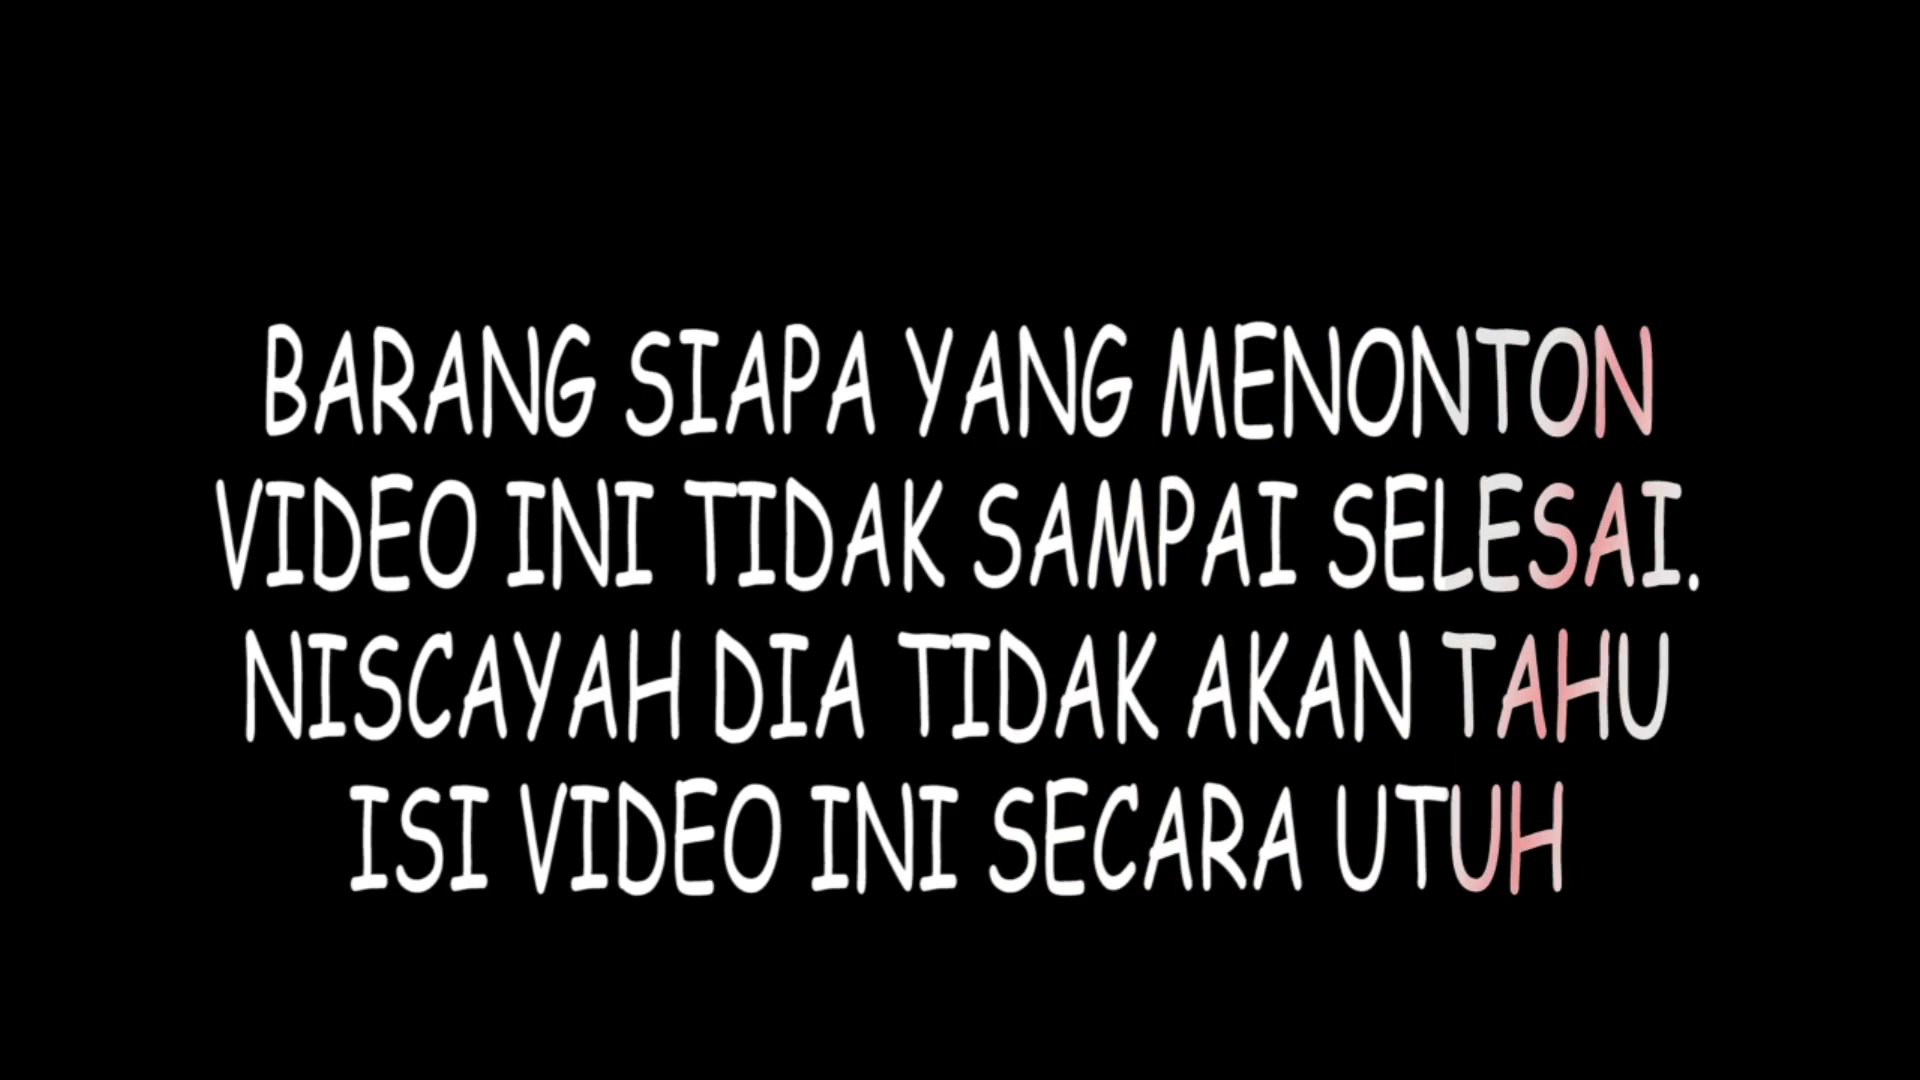 BARANG SIAPA YANG MENONTON
VIDEO INI TIDAK SAMPAI SELESAI.
NISCAYAH DIA TIDAK AKAN TAHU
ISI VIDEO INI SECARA UTUH